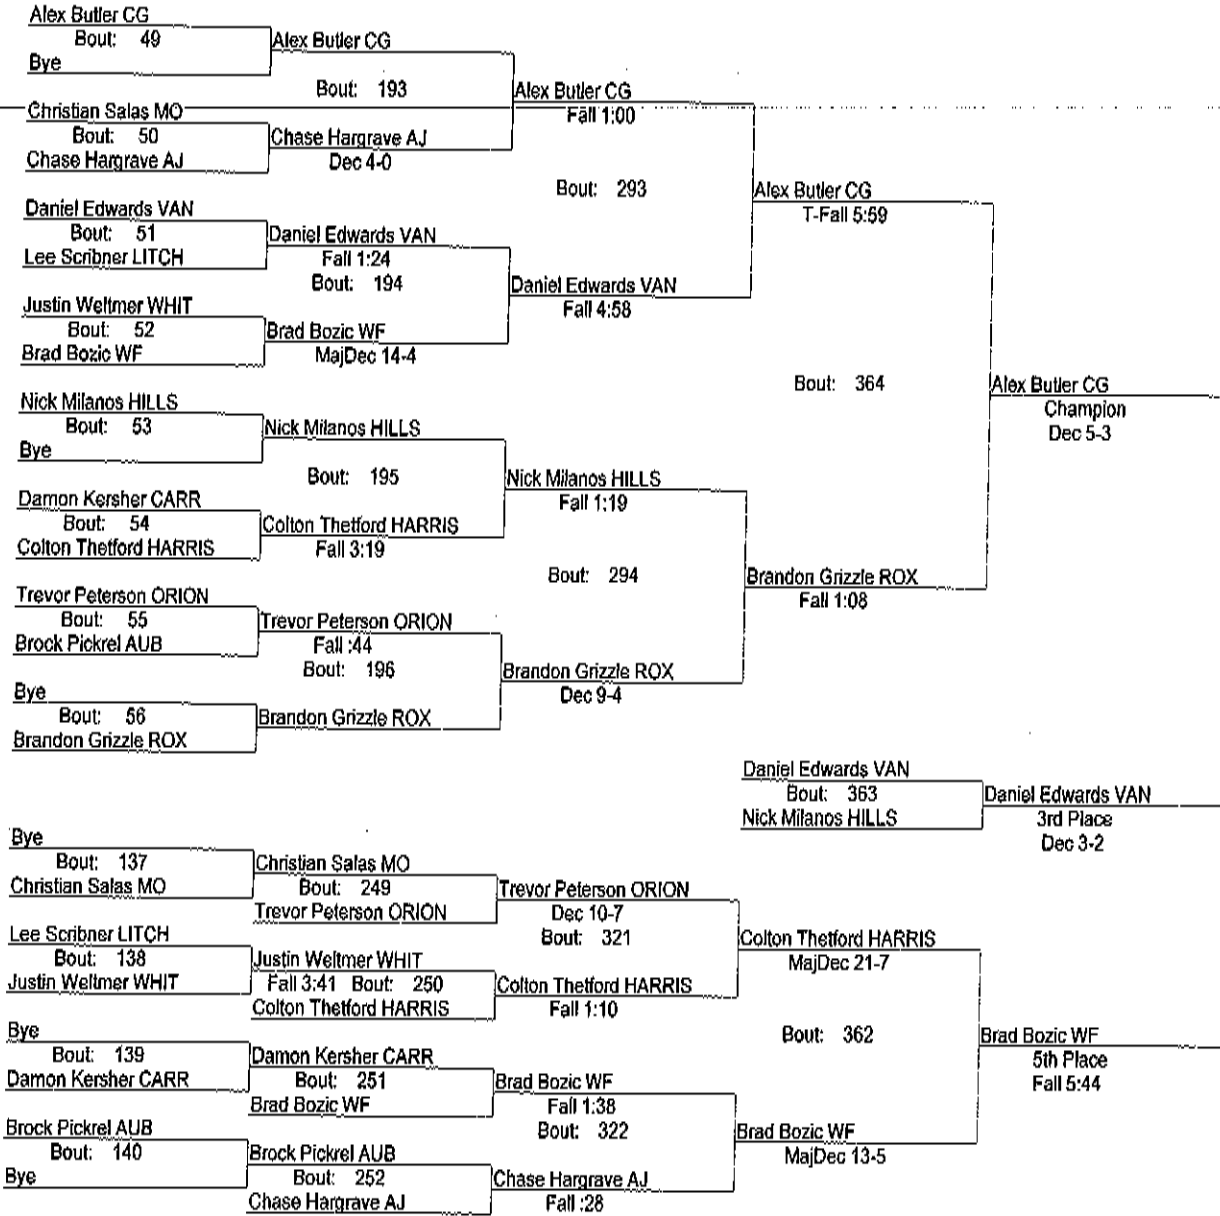 Alex Butler CG
Bout: 49
Bye
Alex Butler CG
Bout: 193
Christian Salas MO
Bout: 50
Chase Hargrave AJ
Chase Hargrave AJ
Dec 4-0
Alex Butler CG
Fall 1:00
Bout: 293
Daniel Edwards VAN
Bout: 51
Lee Scribner LITCH
Daniel Edwards VAN
Fall 1:24
Bout: 194
Justin Weltmer WHIT
Bout: 52
Brad Bozic WF
Brad Bozic WF
MajDec 14-4
Daniel Edwards VAN
Fall 4:58
Alex Butler CG
T-Fall 5:59
Bout: 364
Alex Butler CG
Champion
Dec 5-3
Nick Milanos HILLS
Bout: 53
Bye
Nick Milanos HILLS
Bout: 195
Damon Kersher CARR
Bout: 54
Colton Thetford HARRIS
Colton Thetford HARRIS
Fall 3:19
Nick Milanos HILLS
Fall 1:19
Bout: 294
Trevor Peterson ORION
Bout: 55
Brock Pickrel AUB
Trevor Peterson ORION
Fall :44
Bout: 196
Bye
Bout: 56
Brandon Grizzle ROX
Brandon Grizzle ROX
Brandon Grizzle ROX
Dec 9-4
Brandon Grizzle ROX
Fall 1:08
Daniel Edwards VAN
Bout: 363
Nick Milanos HILLS
Daniel Edwards VAN
3rd Place
Dec 3-2
Bye
Bout: 137
Christian Salas MO
Christian Salas MO
Bout: 249
Trevor Peterson ORION
Trevor Peterson ORION
Dec 10-7
Bout: 321
Lee Scribner LITCH
Bout: 138
Justin Weltmer WHIT
Justin Weltmer WHIT
Fall 3:41 Bout: 250
Colton Thetford HARRIS
Colton Thetford HARRIS
Fall 1:10
Colton Thetford HARRIS
MajDec 21-7
Bout: 362
Bye
Bout: 139
Damon Kersher CARR
Damon Kersher CARR
Bout: 251
Brad Bozic WF
Brad Bozic WF
Fall 1:38
Bout: 322
Brock Pickrel AUB
Bout: 140
Bye
Brock Pickrel AUB
Bout: 252
Chase Hargrave AJ
Chase Hargrave AJ
Fall :28
Brad Bozic WF
MajDec 13-5
Brad Bozic WF
5th Place
Fall 5:44